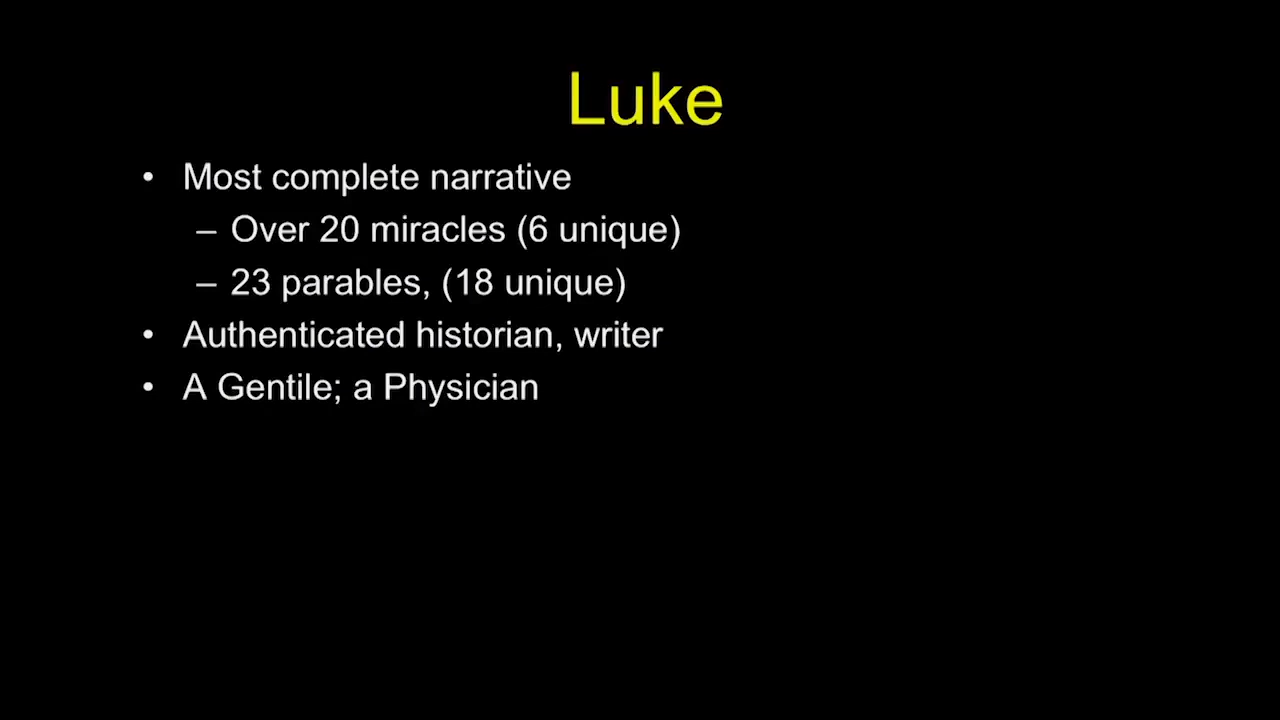 Luke
• Most complete narrative
– Over 20 miracles (6 unique)
– 23 parables, (18 unique)
• Authenticated historian, writer
• A Gentile; a Physician